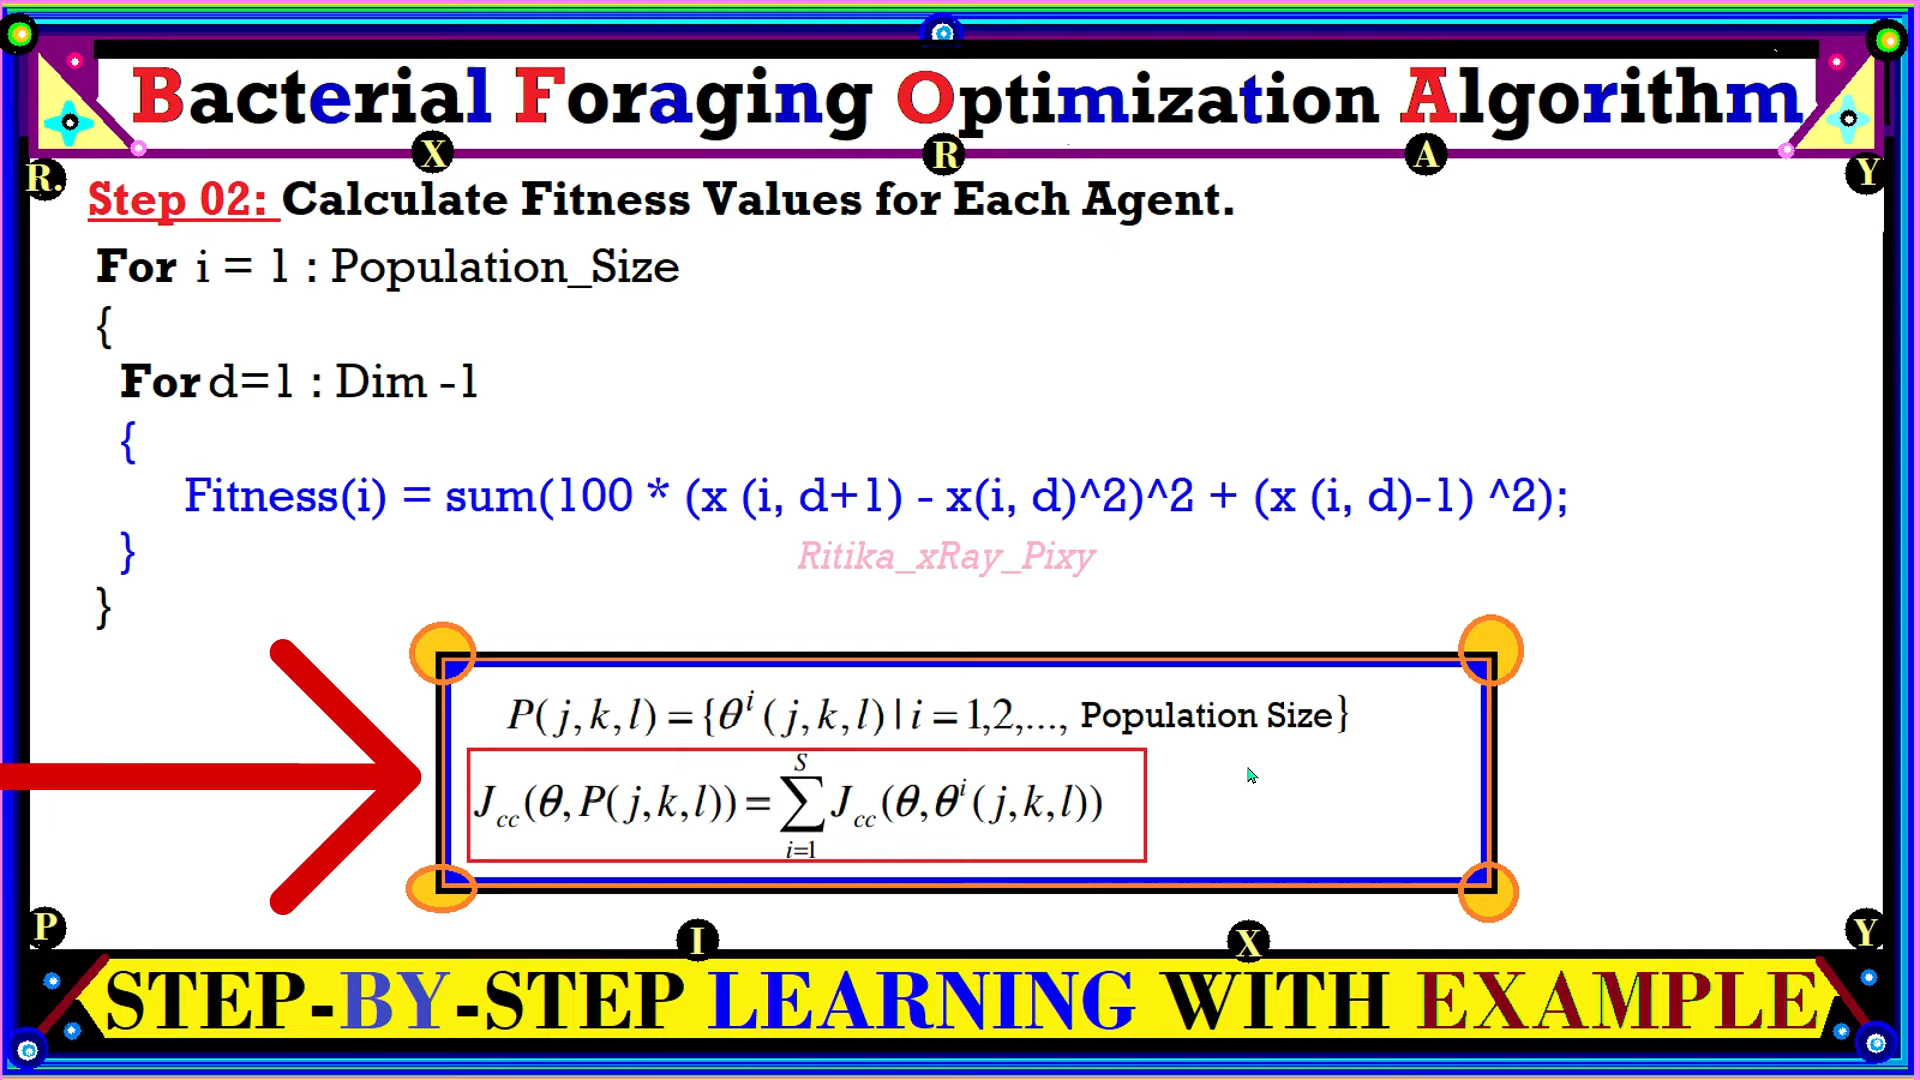 Bacterial Foraging Optimization Algorithm
X R A
R. Y
Step 02: Calculate Fitness Values for Each Agent.
For i = 1 : Population_Size
{
For d=1 : Dim -1
{
Fitness(i) = sum(100 * (x (i, d+1) - x(i, d)^2)^2 + (x (i, d)-1) ^2);
}
Ritika_xRay_Pixy
}
P( j, k, l) = {θ^i ( j, k, l) | i = 1,2,..., Population Size}
J_cc(θ, P( j, k, l)) = ∑_{i=1}^{S} J_cc(θ, θ^i ( j, k, l))
P I X Y
STEP-BY-STEP LEARNING WITH EXAMPLE